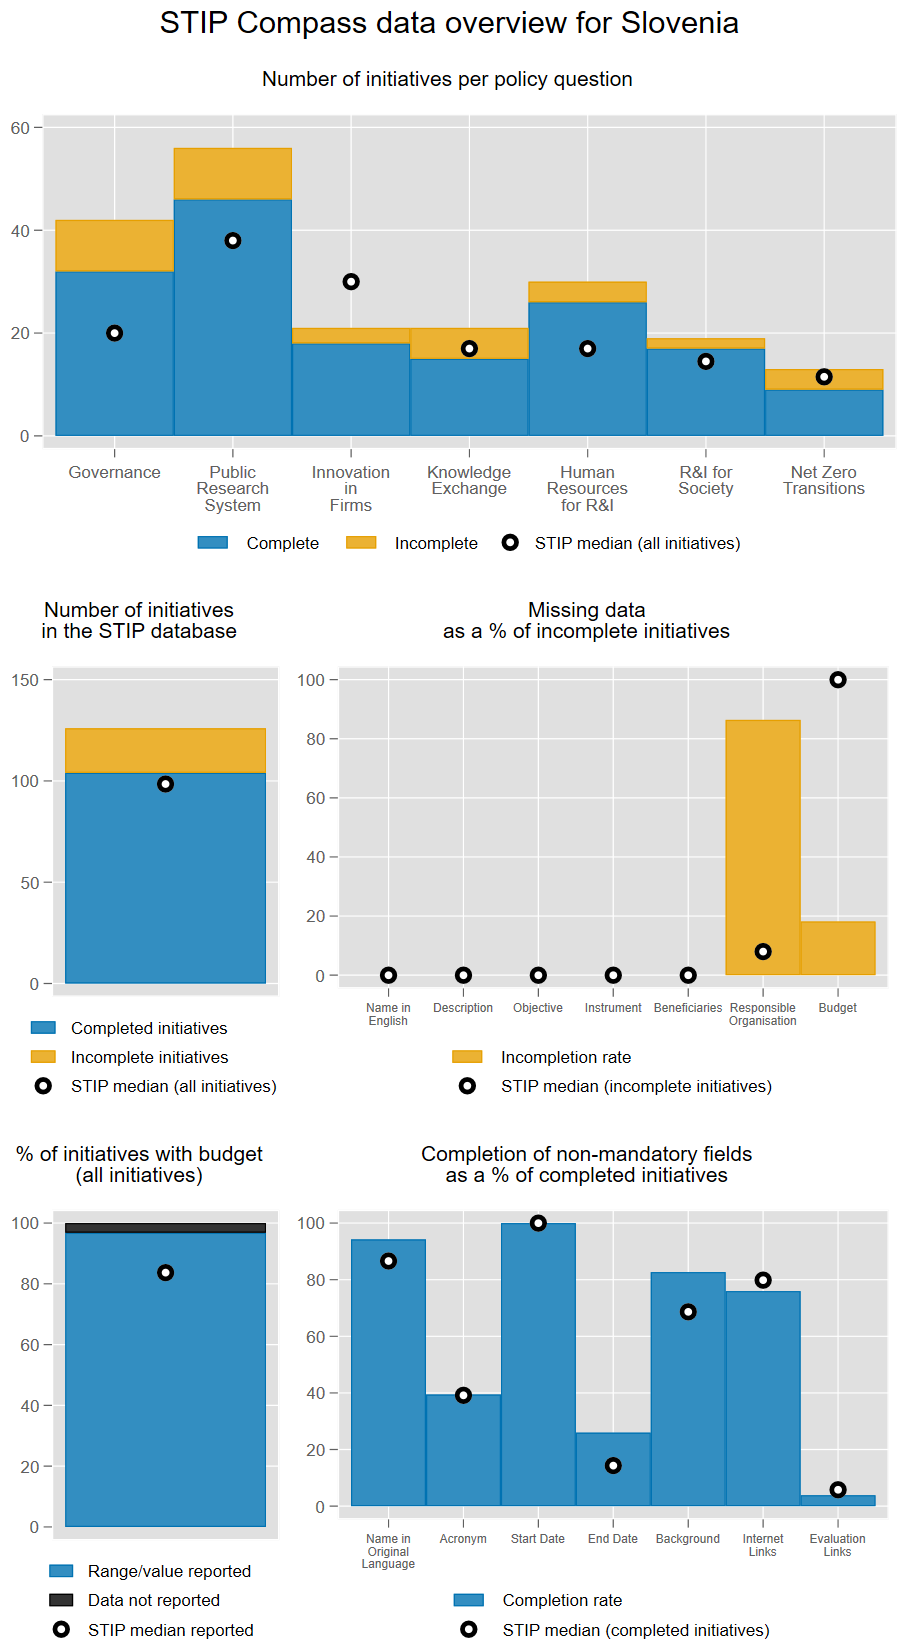 STIP Compass data overview for Slovenia
Number of initiatives per policy question
60
40
20
0
Governance
Public
Research
System
Innovation
in
Firms
Knowledge
Exchange
Human
Resources
for R&I
R&I for
Society
Net Zero
Transitions
Complete
Incomplete
STIP median (all initiatives)
Number of initiatives
in the STIP database
150
100
50
0
Completed initiatives
Incomplete initiatives
STIP median (all initiatives)
Missing data
as a % of incomplete initiatives
100
80
60
40
20
0
Name in
English
Description
Objective
Instrument
Beneficiaries
Responsible
Organisation
Budget
Incompletion rate
STIP median (incomplete initiatives)
% of initiatives with budget
(all initiatives)
100
80
60
40
20
0
Range/value reported
Data not reported
STIP median reported
Completion of non-mandatory fields
as a % of completed initiatives
100
80
60
40
20
0
Name in
Original
Language
Acronym
Start Date
End Date
Background
Internet
Links
Evaluation
Links
Completion rate
STIP median (completed initiatives)